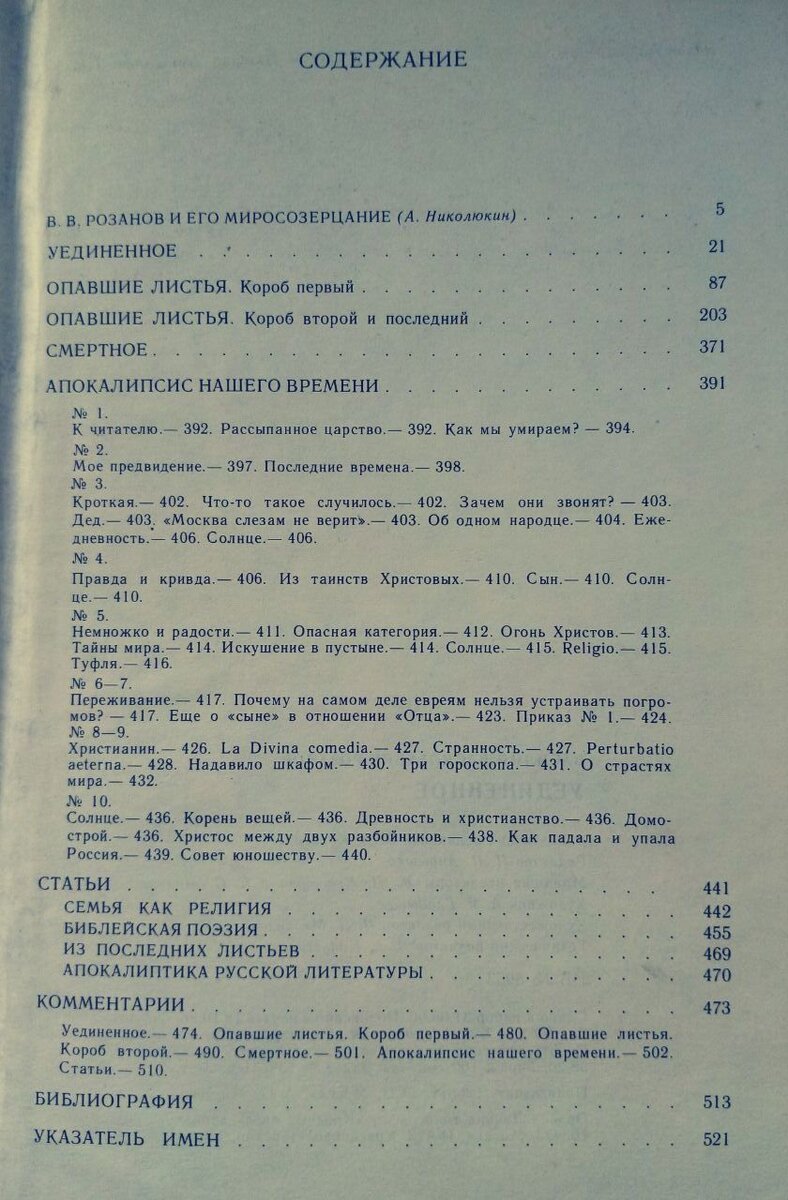 СОДЕРЖАНИЕ
В. В. РОЗАНОВ И ЕГО МИРОСОЗЕРЦАНИЕ (А. Николюкин) . . . . . . . 5
УЕДИНЕННОЕ . . . . . . . . . . . . . . . . . 21
ОПАВШИЕ ЛИСТЬЯ. Короб первый . . . . . . . . . . . . 87
ОПАВШИЕ ЛИСТЬЯ. Короб второй и последний . . . . . . . . 203
СМЕРТНОЕ . . . . . . . . . . . . . . . . . . 371
АПОКАЛИПСИС НАШЕГО ВРЕМЕНИ . . . . . . . . . . . 391
№ 1.
К читателю.— 392. Рассыпанное царство.— 392. Как мы умираем? — 394.
№ 2.
Мое предвидение.— 397. Последние времена.— 398.
№ 3.
Кроткая.— 402. Что-то такое случилось.— 402. Зачем они звонят? — 403.
Дед.— 403. «Москва слезам не верит».— 403. Об одном народце.— 404. Еже-
дневность.— 406. Солнце.— 406.
№ 4.
Правда и кривда.— 406. Из таинств Христовых.— 410. Сын.— 410. Солн-
це.— 410.
№ 5.
Немножко и радости.— 411. Опасная категория.— 412. Огонь Христов.— 413.
Тайны мира.— 414. Искушение в пустыне.— 414. Солнце.— 415. Religio.— 415.
Туфля.— 416.
№ 6—7.
Переживание.— 417. Почему на самом деле евреям нельзя устраивать погро-
мов? — 417. Еще о «сыне» в отношении «Отца».— 423. Приказ № 1.— 424.
№ 8—9.
Христианин.— 426. La Divina comedia.— 427. Странность.— 427. Perturbatio
aeterna.— 428. Надавило шкафом.— 430. Три гороскопа.— 431. О страстях
мира.— 432.
№ 10.
Солнце.— 436. Корень вещей.— 436. Древность и христианство.— 436. Домо-
строй.— 436. Христос между двух разбойников.— 438. Как падала и упала
Россия.— 439. Совет юношеству.— 440.
СТАТЬИ . . . . . . . . . . . . . . . . . . 441
СЕМЬЯ КАК РЕЛИГИЯ . . . . . . . . . . . . . . 442
БИБЛЕЙСКАЯ ПОЭЗИЯ . . . . . . . . . . . . . . 455
ИЗ ПОСЛЕДНИХ ЛИСТЬЕВ . . . . . . . . . . . . . 469
АПОКАЛИПТИКА РУССКОЙ ЛИТЕРАТУРЫ . . . . . . . . . 470
КОММЕНТАРИИ . . . . . . . . . . . . . . . . 473
Уединенное.— 474. Опавшие листья. Короб первый.— 480. Опавшие листья.
Короб второй.— 490. Смертное.— 501. Апокалипсис нашего времени.— 502.
Статьи.— 510.
БИБЛИОГРАФИЯ . . . . . . . . . . . . . . . . 513
УКАЗАТЕЛЬ ИМЕН . . . . . . . . . . . . . . . 521